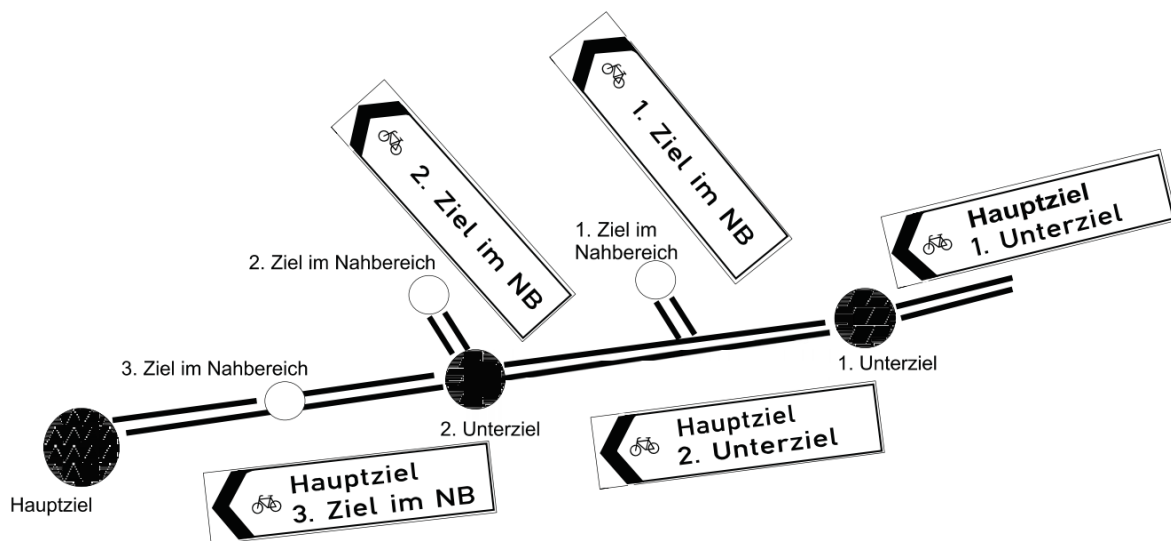 1. Ziel im NB
2. Ziel im NB
Hauptziel
1. Unterziel
1. Ziel im
Nahbereich
2. Ziel im Nahbereich
3. Ziel im Nahbereich
1. Unterziel
2. Unterziel
Hauptziel
2. Unterziel
Hauptziel
3. Ziel im NB
Hauptziel